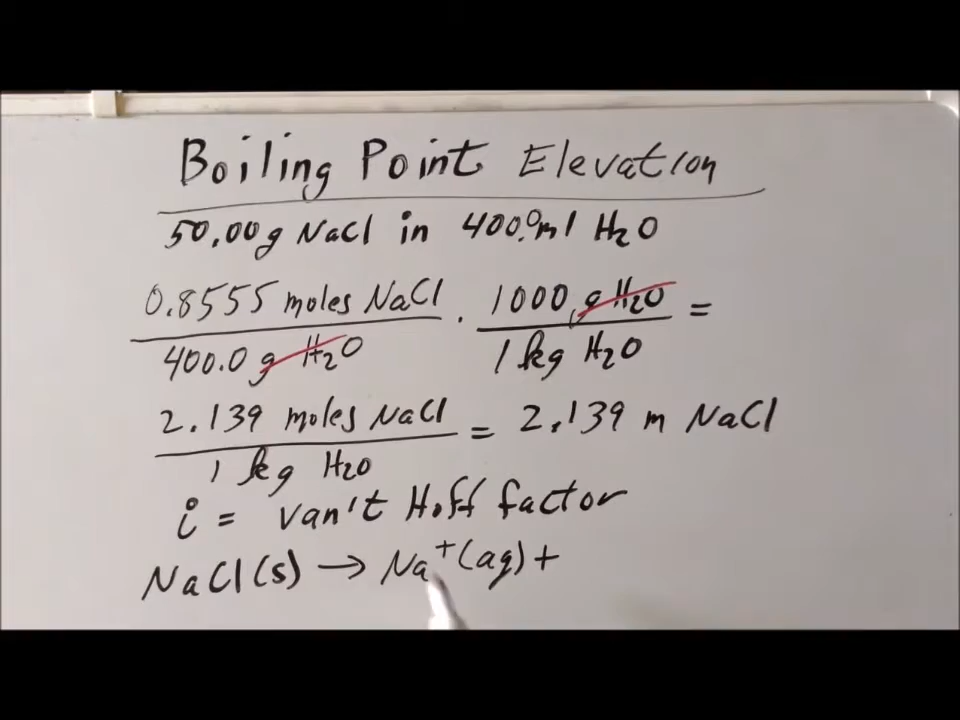 Boiling Point Elevation
50.00g NaCl in 400.0ml H₂O
0.8555 moles NaCl / 400.0 g H₂O · 1000 g H₂O / 1 kg H₂O =
2.139 moles NaCl / 1 kg H₂O = 2.139 m NaCl
i = van't Hoff factor
NaCl(s) → Na⁺(aq) +